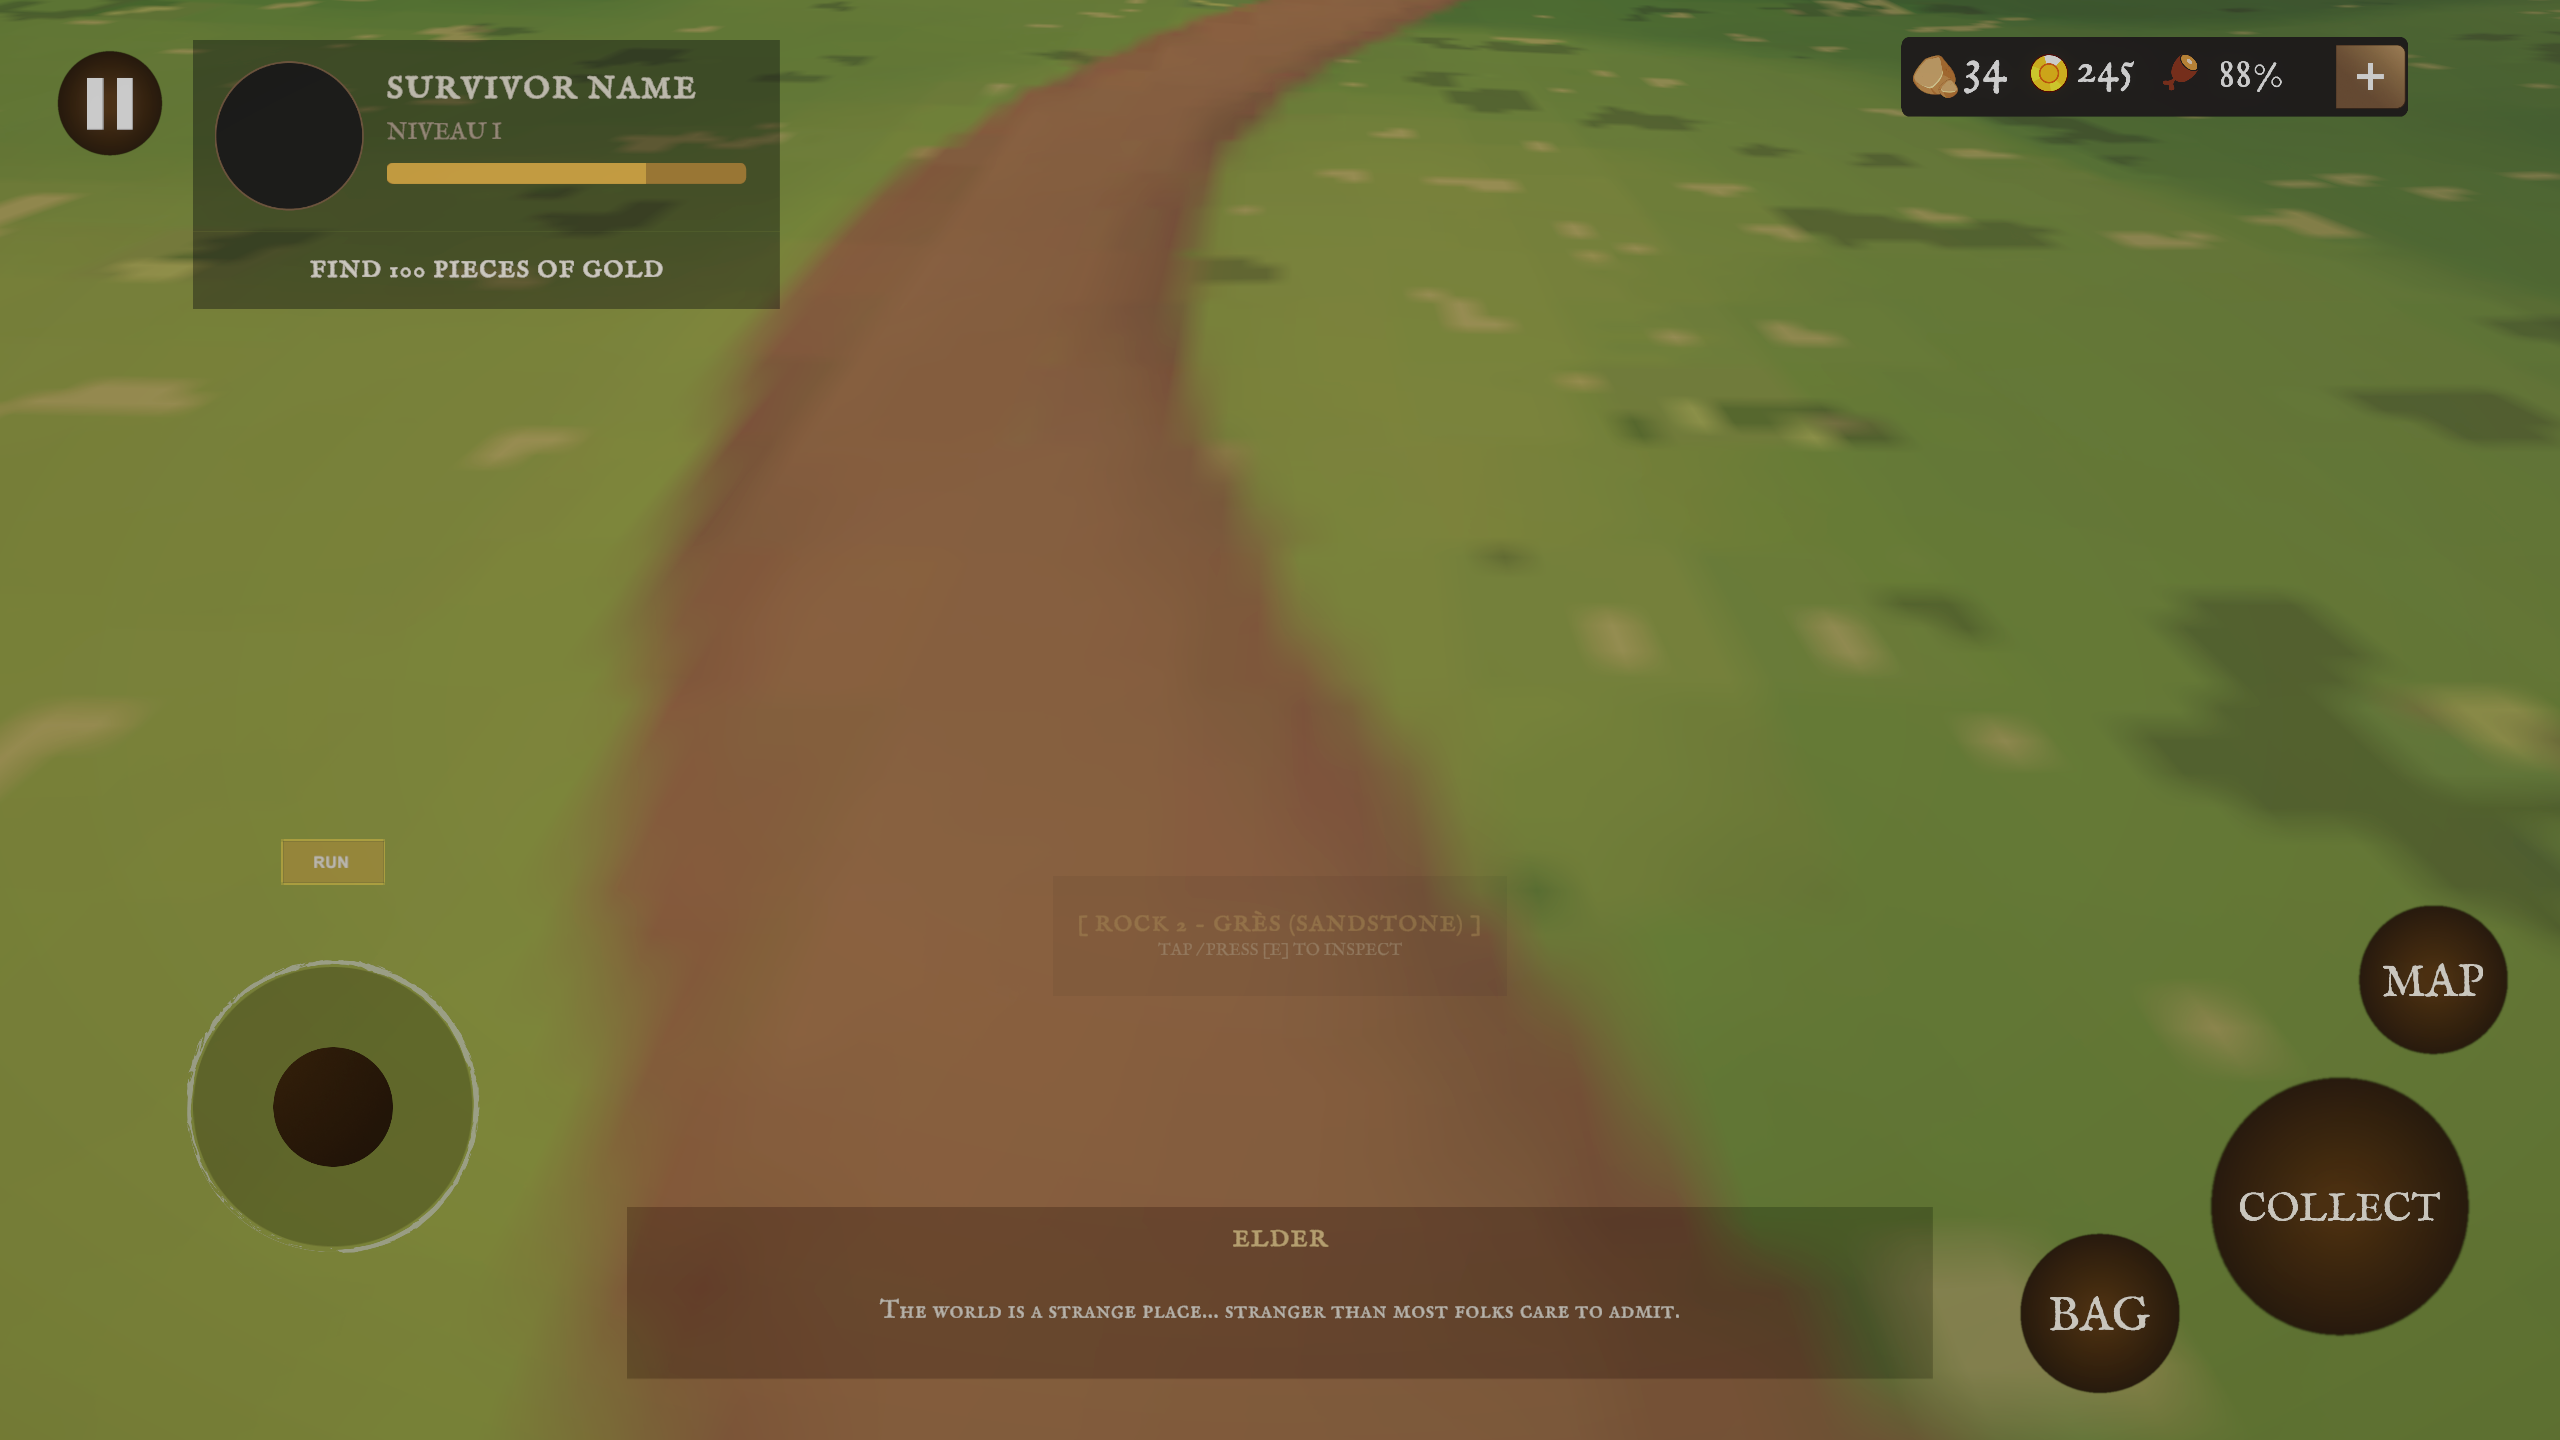 SURVIVOR NAME
NIVEAU 1
FIND 100 PIECES OF GOLD
34 245 88% +
RUN
[ ROCK 2 - GRÈS (SANDSTONE) ]
TAP / PRESS [E] TO INSPECT
MAP
COLLECT
BAG
ELDER
The world is a strange place... stranger than most folks care to admit.